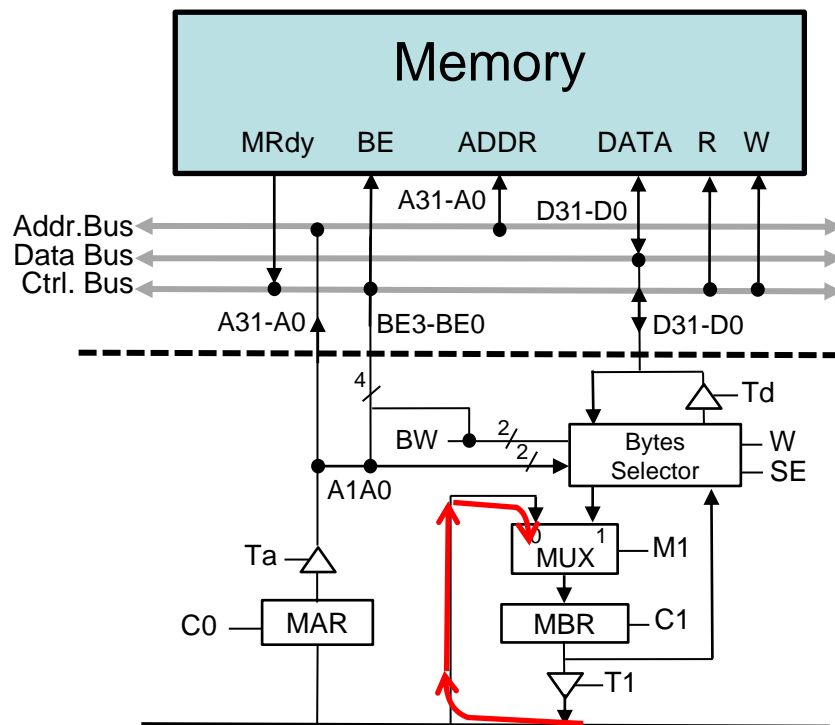 Memory
MRdy BE ADDR DATA R W
A31-A0 D31-D0
Addr.Bus
Data Bus
Ctrl. Bus
A31-A0 BE3-BE0 D31-D0
4
Td
BW 2 Bytes W
2 Selector SE
A1A0
0 1
Ta MUX M1
C0 MAR MBR C1
T1